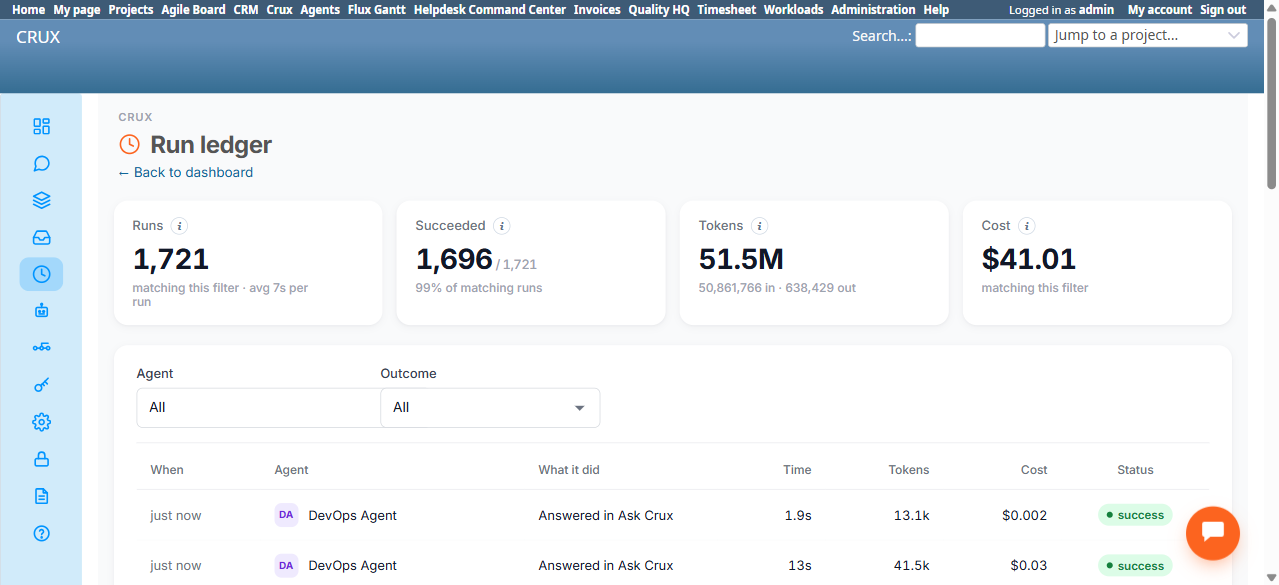 Home My page Projects Agile Board CRM Crux Agents Flux Gantt Helpdesk Command Center Invoices Quality HQ Timesheet Workloads Administration Help Logged in as admin My account Sign out
CRUX Search...: Jump to a project...
CRUX
Run ledger
← Back to dashboard
Runs i Succeeded i Tokens i Cost i
1,721 1,696 / 1,721 51.5M $41.01
matching this filter · avg 7s per run 99% of matching runs 50,861,766 in · 638,429 out matching this filter
Agent Outcome
All All
When Agent What it did Time Tokens Cost Status
just now DA DevOps Agent Answered in Ask Crux 1.9s 13.1k $0.002 success
just now DA DevOps Agent Answered in Ask Crux 13s 41.5k $0.03 success